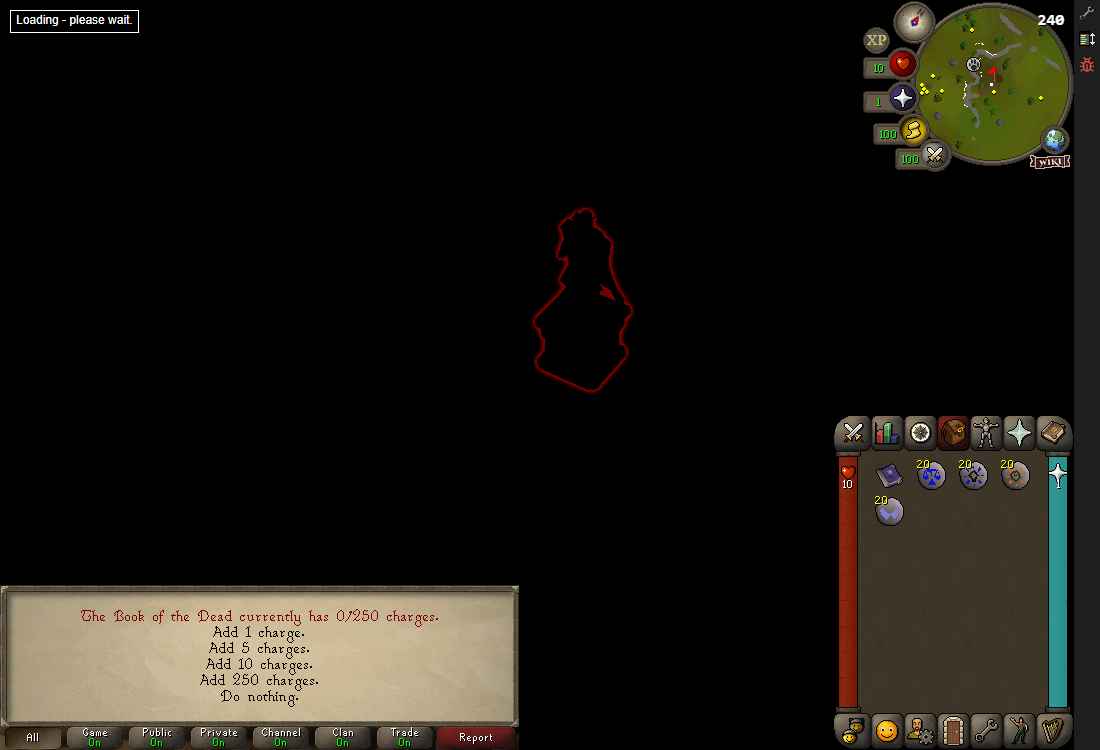 Loading - please wait.
240
XP
10
1
100
100
WIKI
10
1
20
20
20
20
The Book of the Dead currently has 0/250 charges.
Add 1 charge.
Add 5 charges.
Add 10 charges.
Add 250 charges.
Do nothing.
All
Game
On
Public
On
Private
On
Channel
On
Clan
On
Trade
On
Report